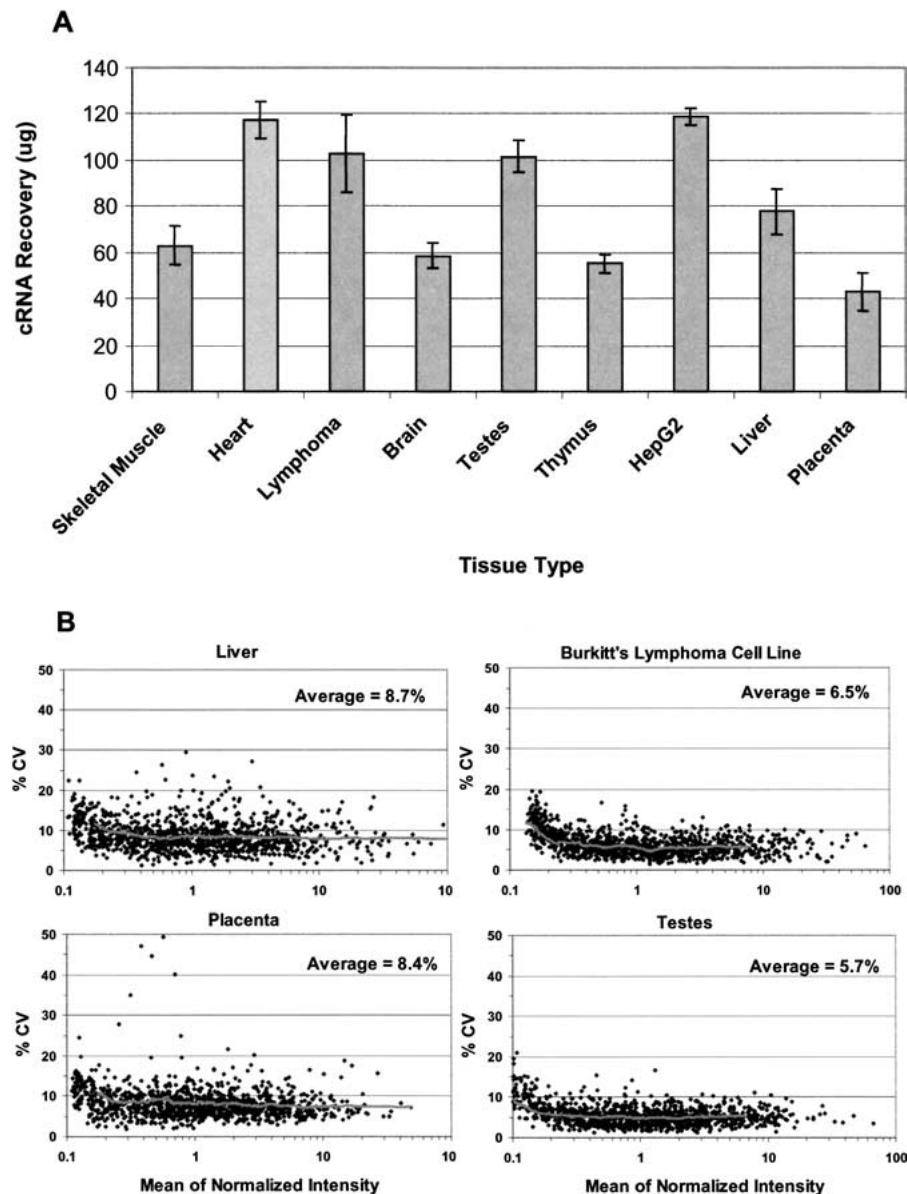 A
140
120
100
80
60
40
20
0
cRNA Recovery (ug)
Skeletal Muscle
Heart
Lymphoma
Brain
Testes
Thymus
HepG2
Liver
Placenta
Tissue Type
B
Liver
Average = 8.7%
50
40
30
20
10
0
% CV
0.1 1 10 100
Burkitt's Lymphoma Cell Line
Average = 6.5%
50
40
30
20
10
0
% CV
0.1 1 10 100
Placenta
Average = 8.4%
50
40
30
20
10
0
% CV
0.1 1 10 100
Mean of Normalized Intensity
Testes
Average = 5.7%
50
40
30
20
10
0
% CV
0.1 1 10 100
Mean of Normalized Intensity